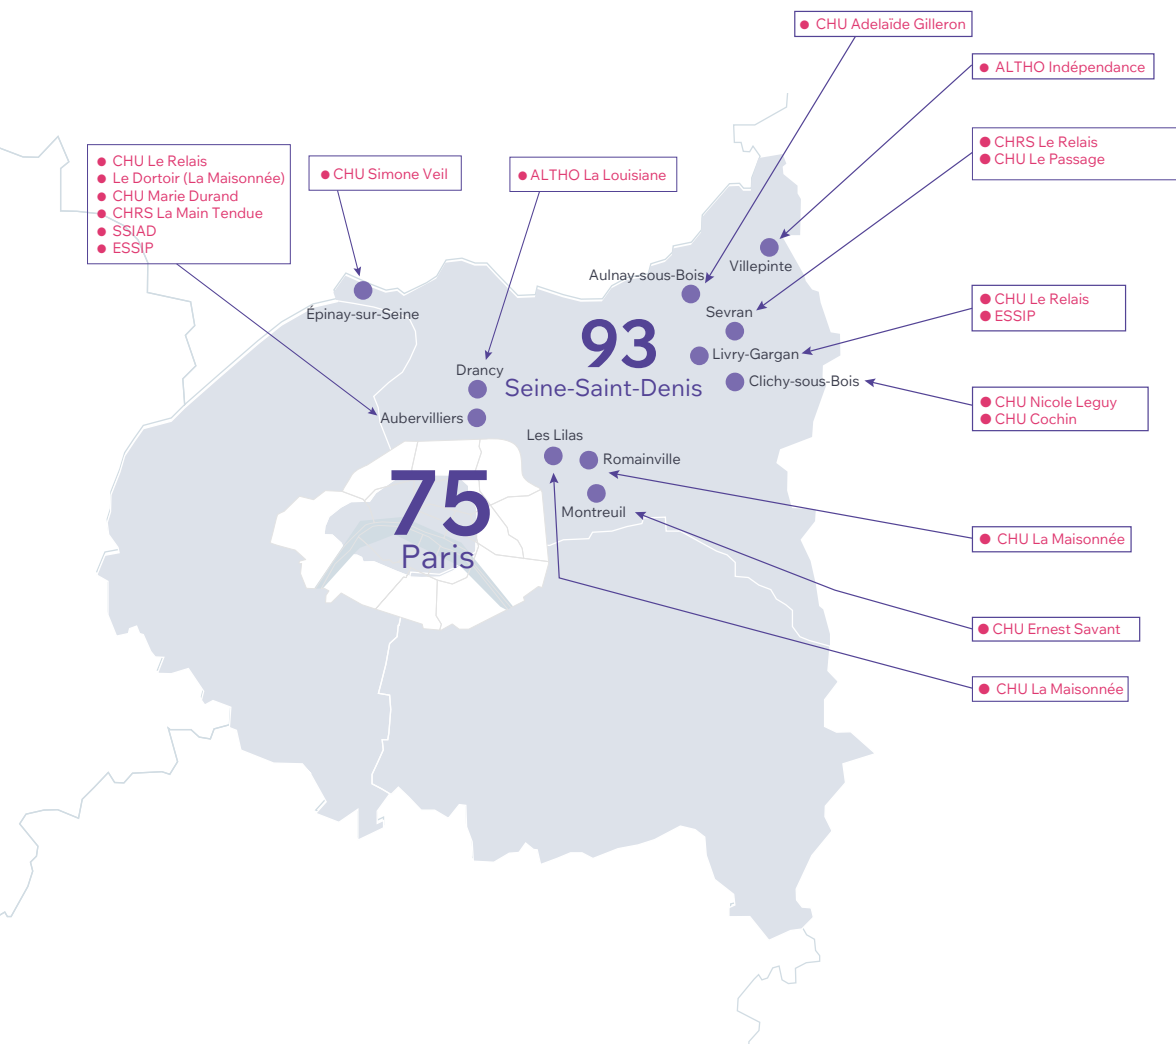 CHU Adelaïde Gilleron
ALTHO Indépendance
CHRS Le Relais
CHU Le Passage
CHU Le Relais
Le Dortoir (La Maisonnée)
CHU Marie Durand
CHRS La Main Tendue
SSIAD
ESSIP
CHU Simone Veil
ALTHO La Louisiane
Villepinte
Aulnay-sous-Bois
Épinay-sur-Seine
Sevran
CHU Le Relais
ESSIP
93
Seine-Saint-Denis
Livry-Gargan
Drancy
Clichy-sous-Bois
CHU Nicole Leguy
CHU Cochin
Aubervilliers
Les Lilas
Romainville
Montreuil
75
Paris
CHU La Maisonnée
CHU Ernest Savant
CHU La Maisonnée